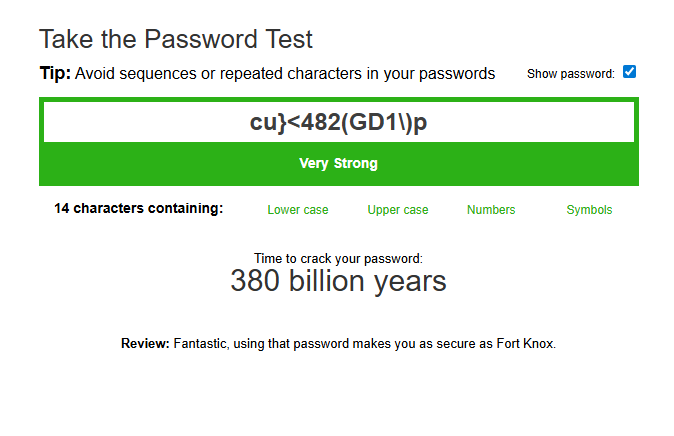 Take the Password Test
Tip: Avoid sequences or repeated characters in your passwords Show password:
cu}<482(GD1\)p
Very Strong
14 characters containing: Lower case Upper case Numbers Symbols
Time to crack your password:
380 billion years
Review: Fantastic, using that password makes you as secure as Fort Knox.